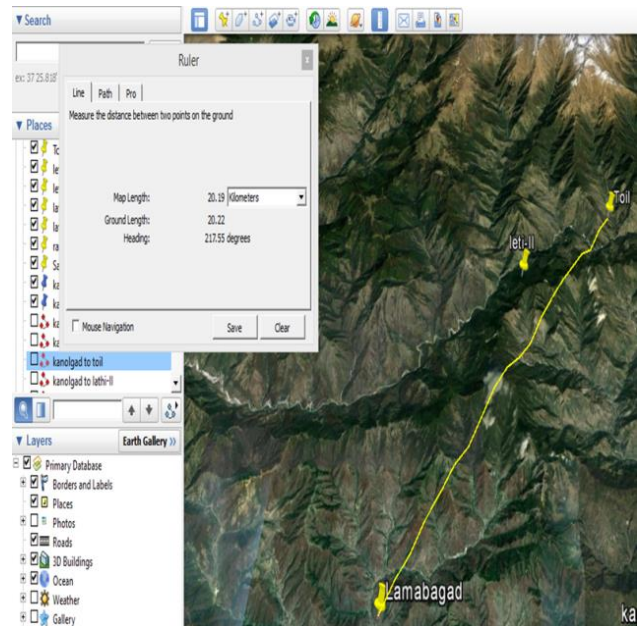 Search
ex: 37 25.818'
Ruler
Line
Path
Pro
Measure the distance between two points on the ground
Map Length: 20.19 Kilometers
Ground Length: 20.22
Heading: 217.55 degrees
Mouse Navigation
Save
Clear
Places
kanolgad to toil
kanolgad to lathi-II
Layers
Earth Gallery »
Primary Database
Borders and Labels
Places
Photos
Roads
3D Buildings
Ocean
Weather
Gallery
Toil
leti-II
Lamabagad
ka